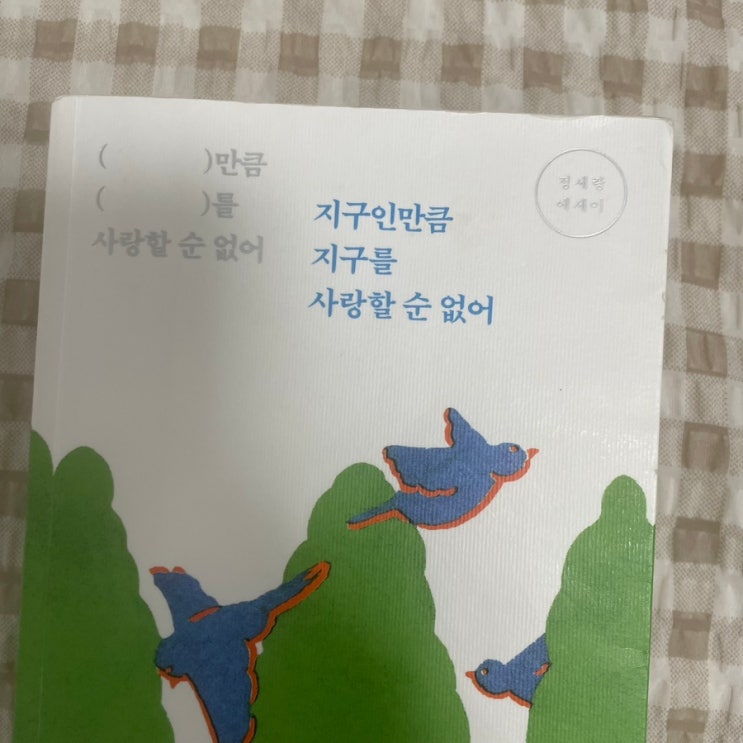 (          )만큼
(          )를
사랑할 순 없어
지구인만큼
지구를
사랑할 순 없어
정세랑
에세이